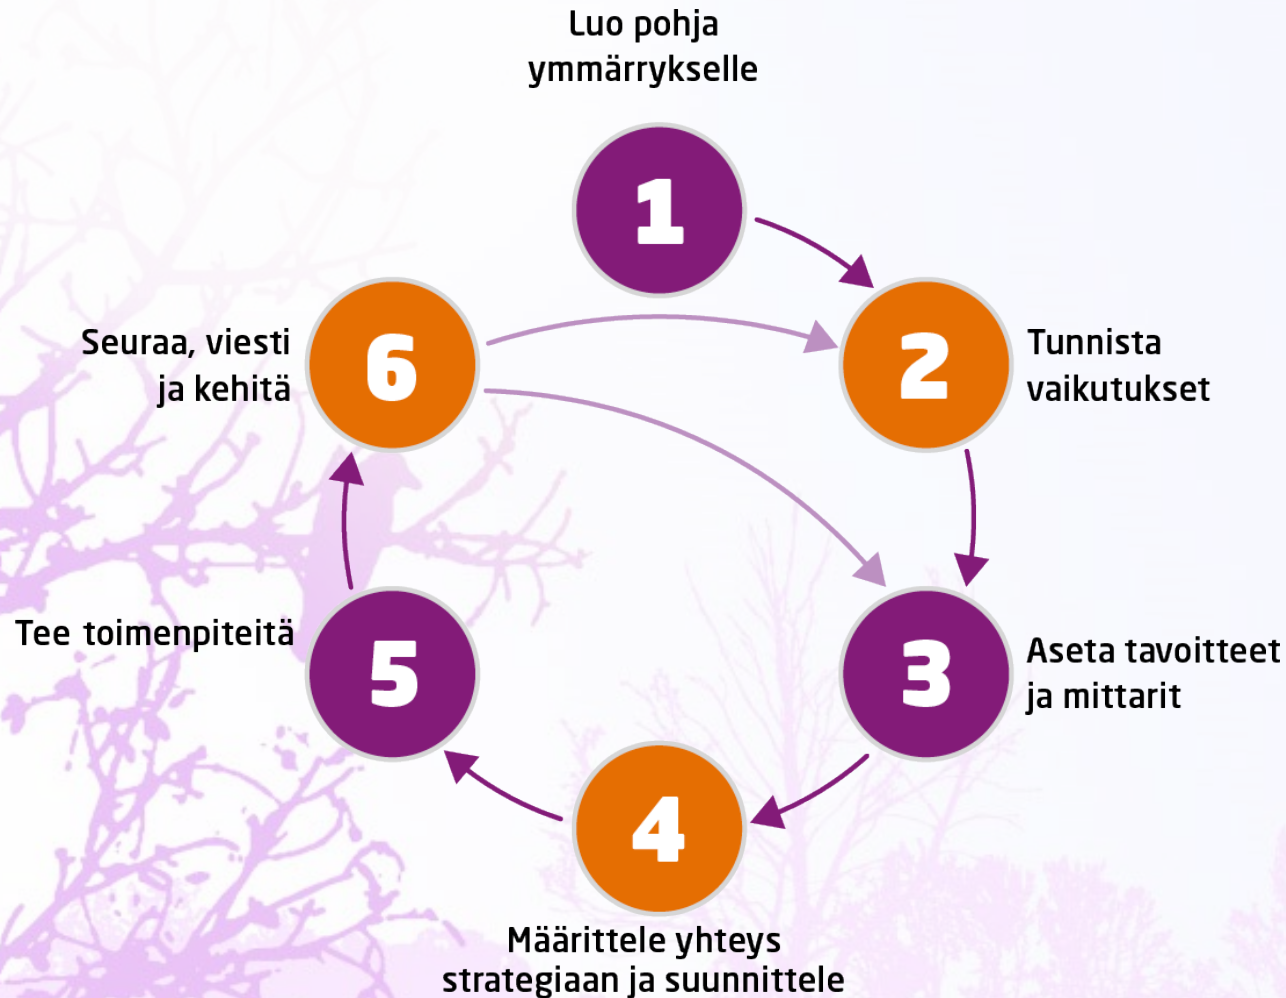 Luo pohja
ymmärrykselle
1
2
Tunnista
vaikutukset
3
Aseta tavoitteet
ja mittarit
4
Määrittele yhteys
strategiaan ja suunnittele
5
Tee toimenpiteitä
6
Seuraa, viesti
ja kehitä